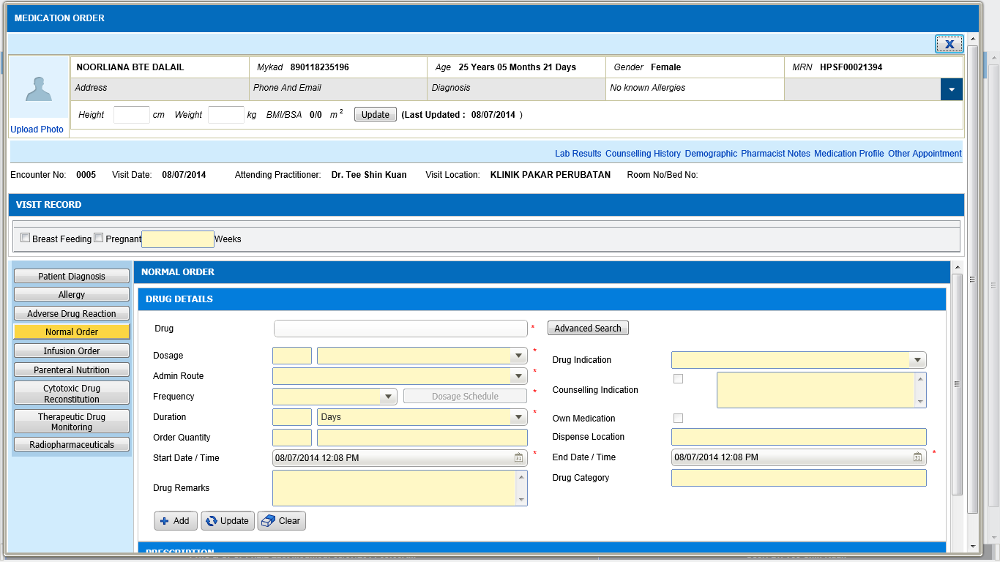 MEDICATION ORDER
X
NOORLIANA BTE DALAIL Mykad 890118235196 Age 25 Years 05 Months 21 Days Gender Female MRN HPSF00021394
Address Phone And Email Diagnosis No known Allergies
Height cm Weight kg BMI/BSA 0/0 m 2 Update (Last Updated : 08/07/2014 )
Upload Photo
Lab Results Counselling History Demographic Pharmacist Notes Medication Profile Other Appointment
Encounter No: 0005 Visit Date: 08/07/2014 Attending Practitioner: Dr. Tee Shin Kuan Visit Location: KLINIK PAKAR PERUBATAN Room No/Bed No:
VISIT RECORD
Breast Feeding Pregnant Weeks
Patient Diagnosis
Allergy
Adverse Drug Reaction
Normal Order
Infusion Order
Parenteral Nutrition
Cytotoxic Drug
Reconstitution
Therapeutic Drug
Monitoring
Radiopharmaceuticals
NORMAL ORDER
DRUG DETAILS
Drug * Advanced Search
Dosage * Drug Indication
Admin Route *
Frequency Dosage Schedule * Counselling Indication
Duration Days * Own Medication
Order Quantity Dispense Location
Start Date / Time 08/07/2014 12:08 PM 31 * End Date / Time 08/07/2014 12:08 PM 31 *
Drug Remarks Drug Category
Add Update Clear
PRESCRIPTION